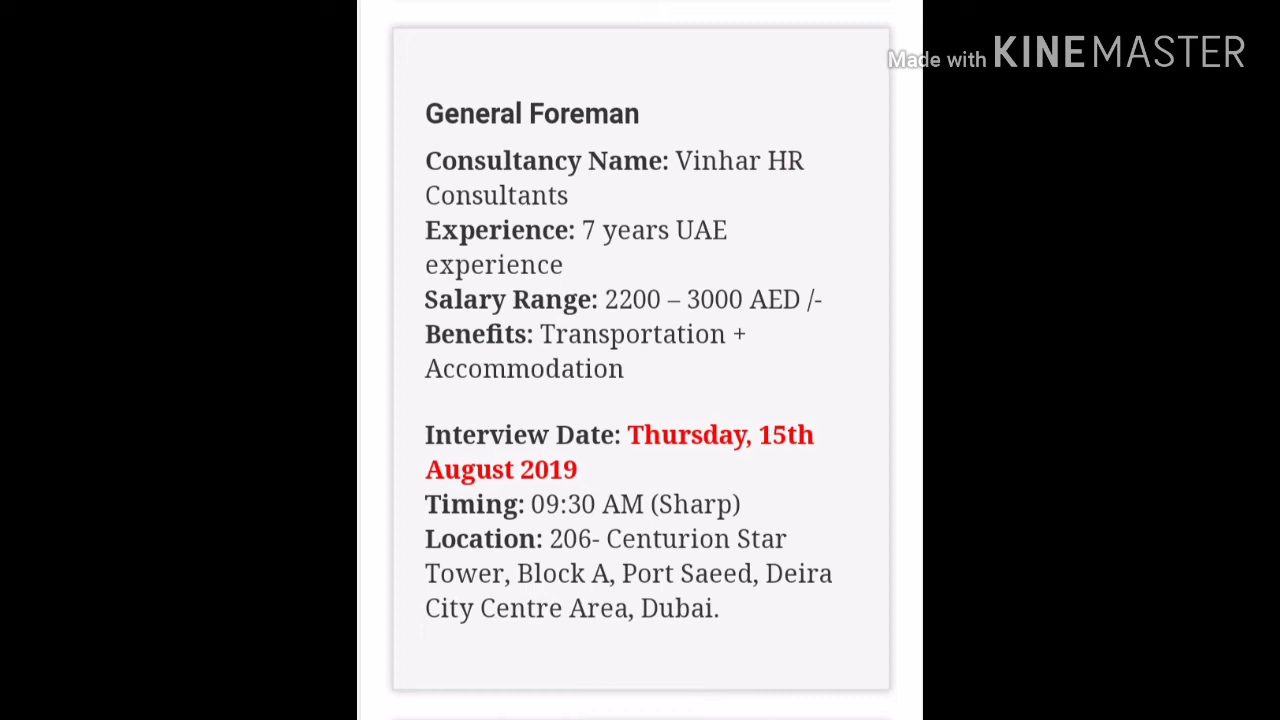 Made with KINEMASTER
General Foreman
Consultancy Name: Vinhar HR
Consultants
Experience: 7 years UAE
experience
Salary Range: 2200 – 3000 AED /-
Benefits: Transportation +
Accommodation
Interview Date: Thursday, 15th
August 2019
Timing: 09:30 AM (Sharp)
Location: 206- Centurion Star
Tower, Block A, Port Saeed, Deira
City Centre Area, Dubai.